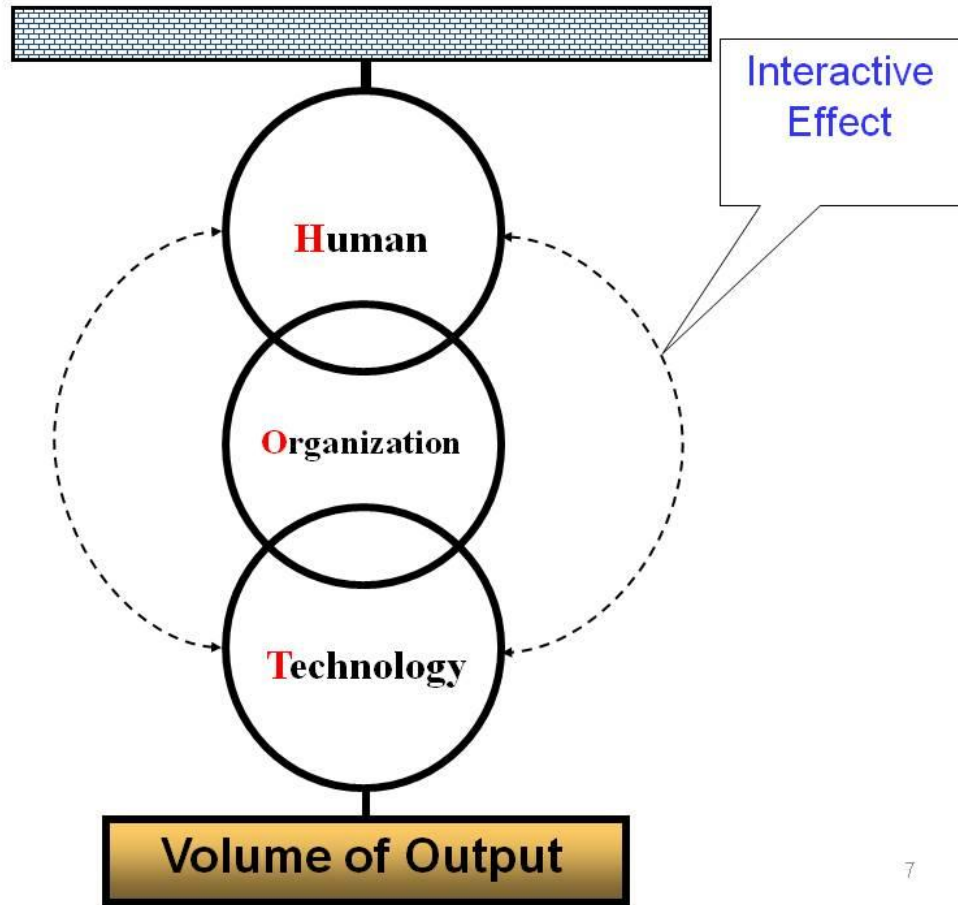 Interactive
Effect
Human
Organization
Technology
Volume of Output
7